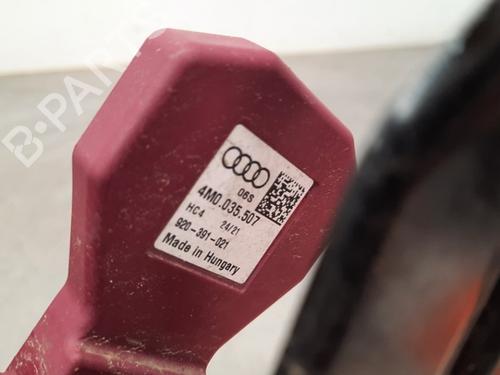 B-PARTS
06S
4M0.035.507
HC4 24/21
920-391-021
Made in Hungary